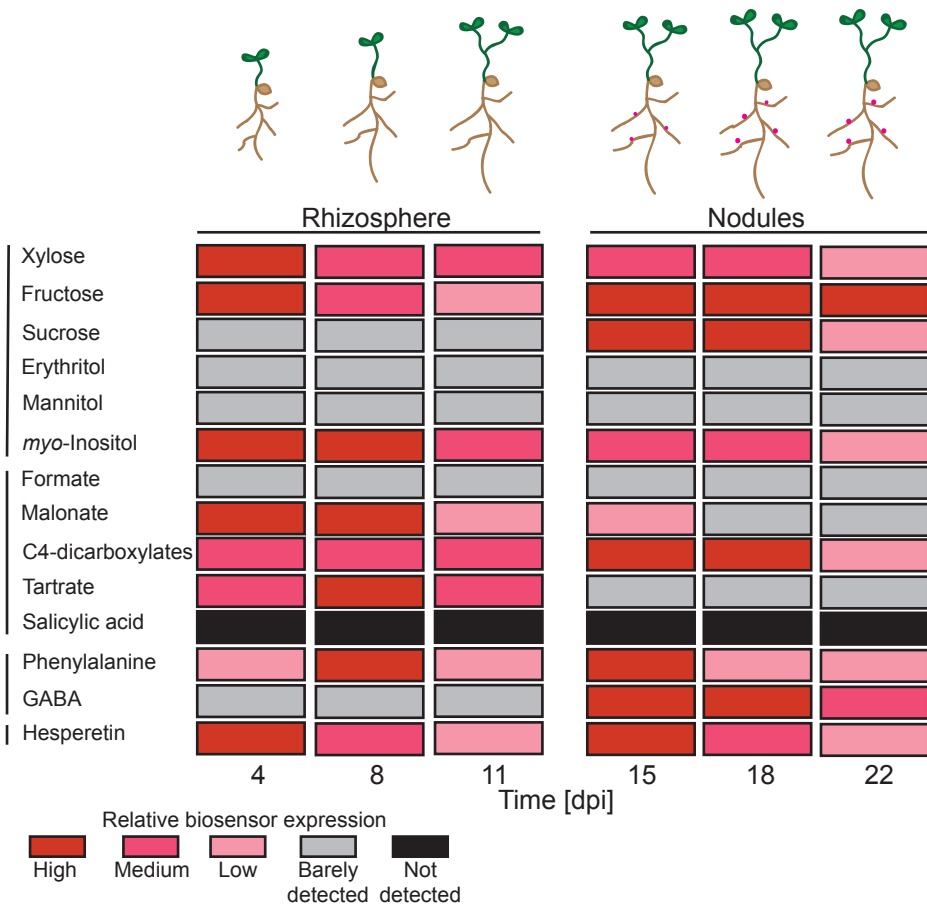 Rhizosphere
Nodules
Xylose
Fructose
Sucrose
Erythritol
Mannitol
myo-Inositol
Formate
Malonate
C4-dicarboxylates
Tartrate
Salicylic acid
Phenylalanine
GABA
Hesperetin
4 8 11 15 18 22
Time [dpi]
Relative biosensor expression
High Medium Low Barely detected Not detected